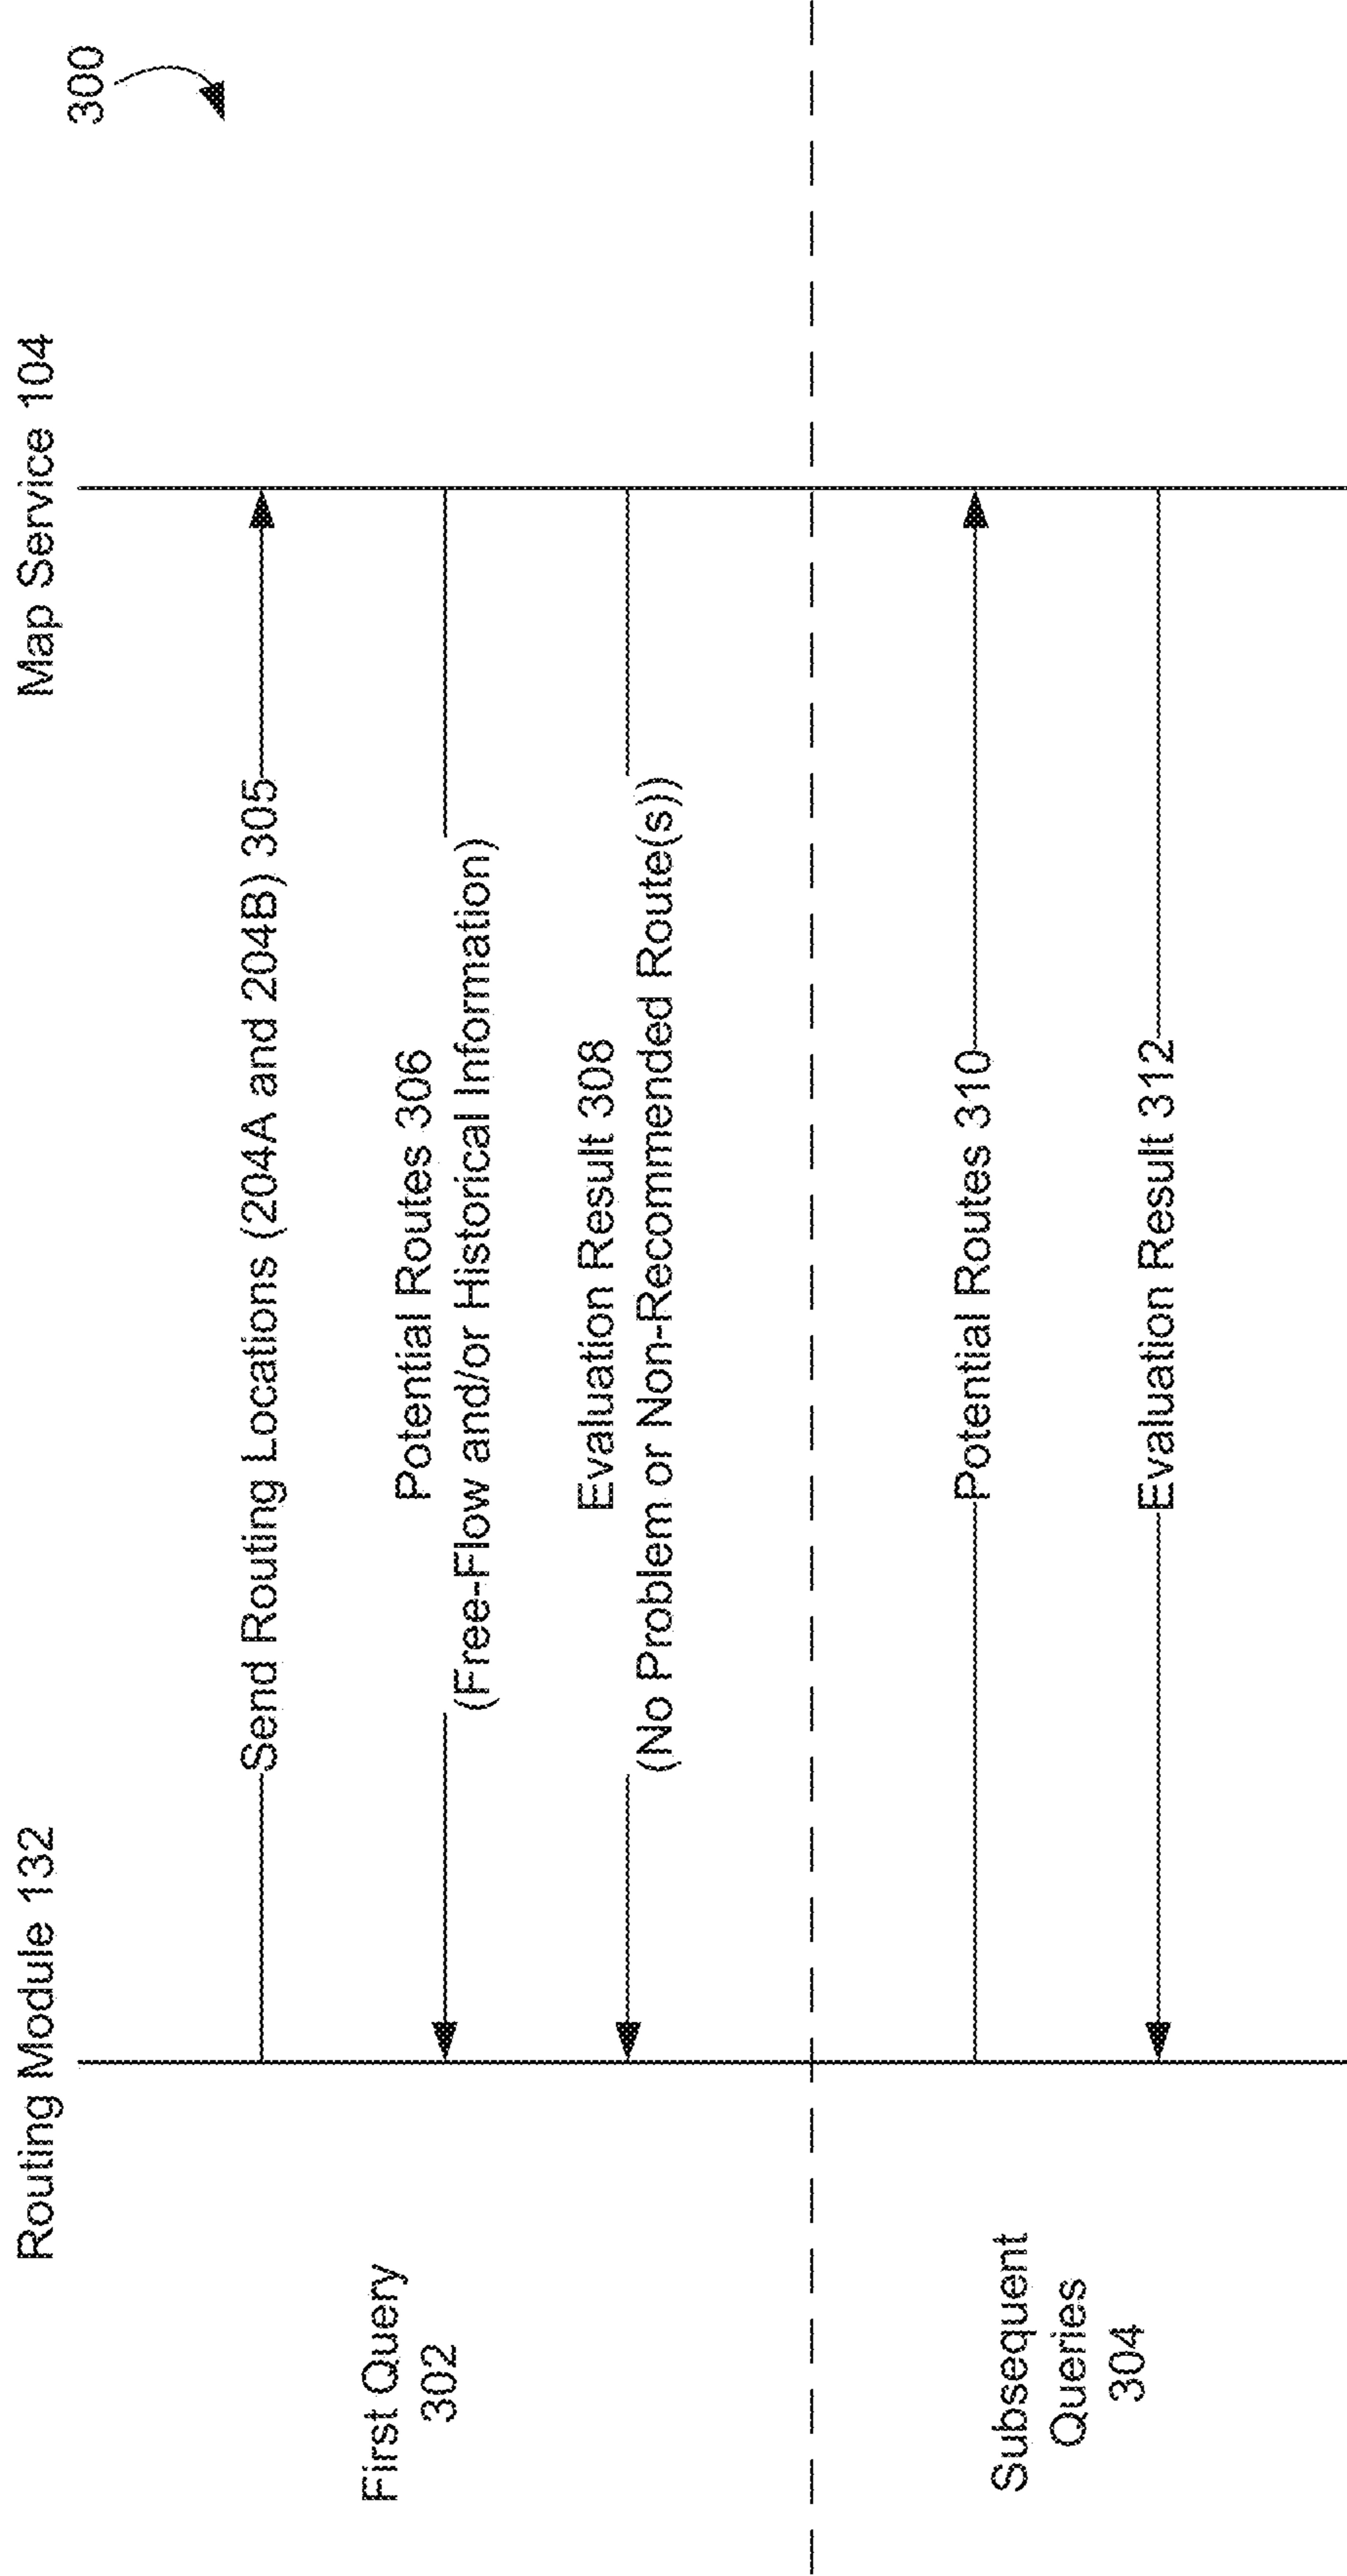 300
Routing Module 132
Map Service 104
First Query
302
Send Routing Locations (204A and 204B) 305
Potential Routes 306
(Free-Flow and/or Historical Information)
Evaluation Result 308
(No Problem or Non-Recommended Route(s))
Subsequent
Queries
304
Potential Routes 310
Evaluation Result 312